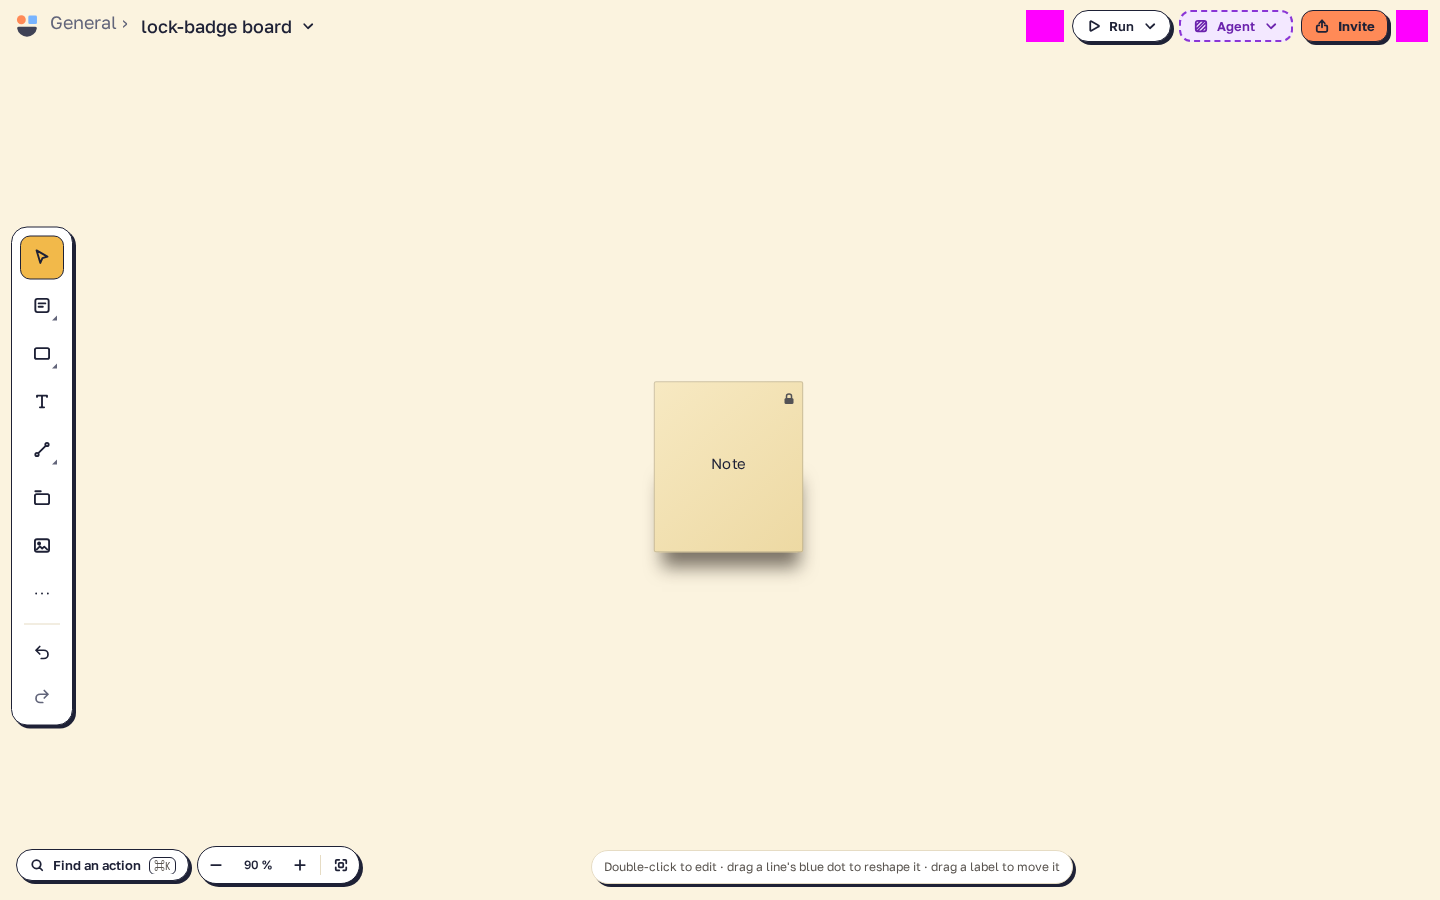 General ›
lock-badge board
Run
Agent
Invite
Note
Find an action ⌘K
90 %
Double-click to edit · drag a line's blue dot to reshape it · drag a label to move it